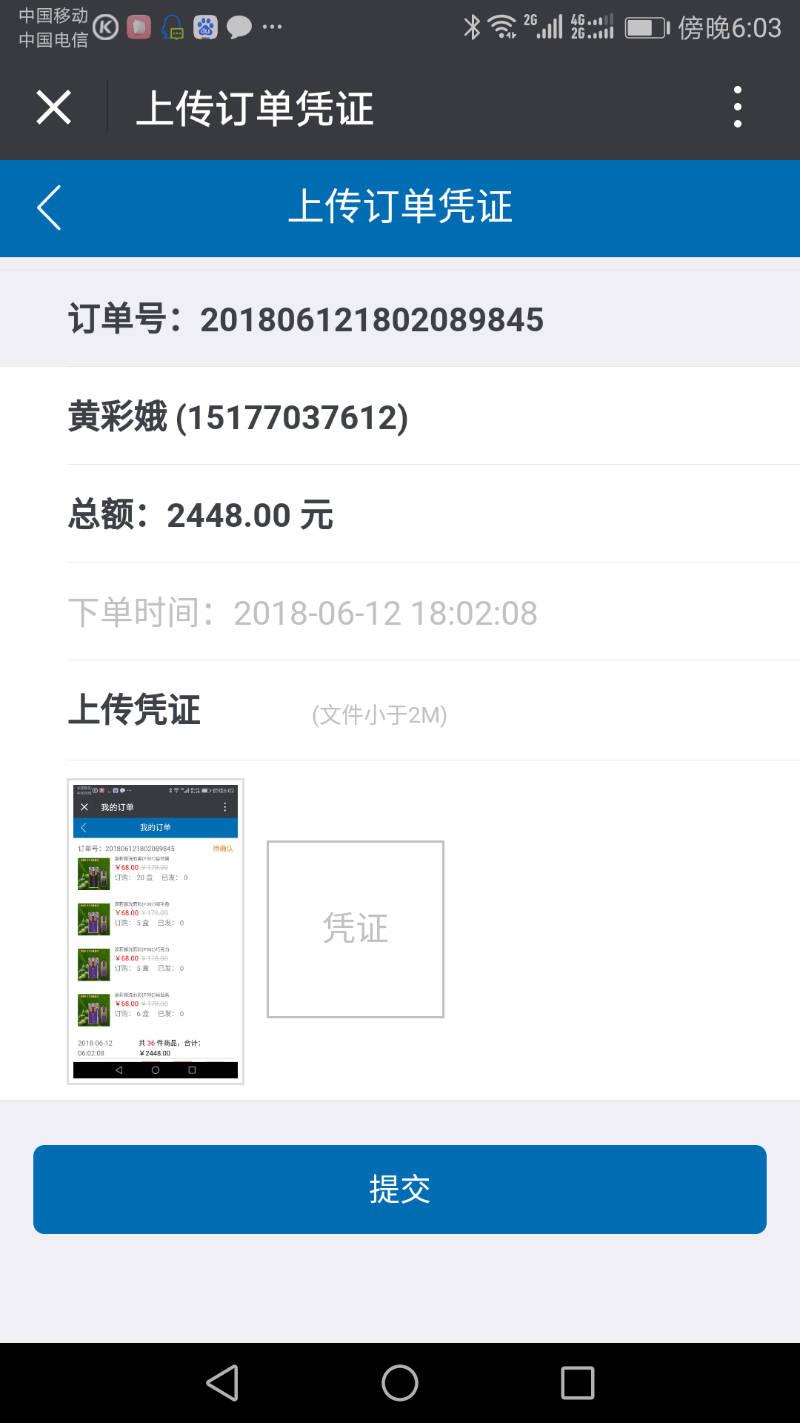 中国移动
中国电信
2G
4G
2G
傍晚6:03
上传订单凭证
上传订单凭证
订单号：201806121802089845
黄彩娥 (15177037612)
总额：2448.00 元
下单时间：2018-06-12 18:02:08
上传凭证
(文件小于2M)
我的订单
我的订单
订单号：201806121802089845
待确认
￥68.00 ￥178.00
订购： 20 盒 已发： 0
￥68.00 ￥178.00
订购： 5 盒 已发： 0
￥68.00 ￥178.00
订购： 5 盒 已发： 0
￥68.00 ￥178.00
订购： 6 盒 已发： 0
2018-06-12
06:02:08
共 36 件商品，合计：
￥2448.00
凭证
提交